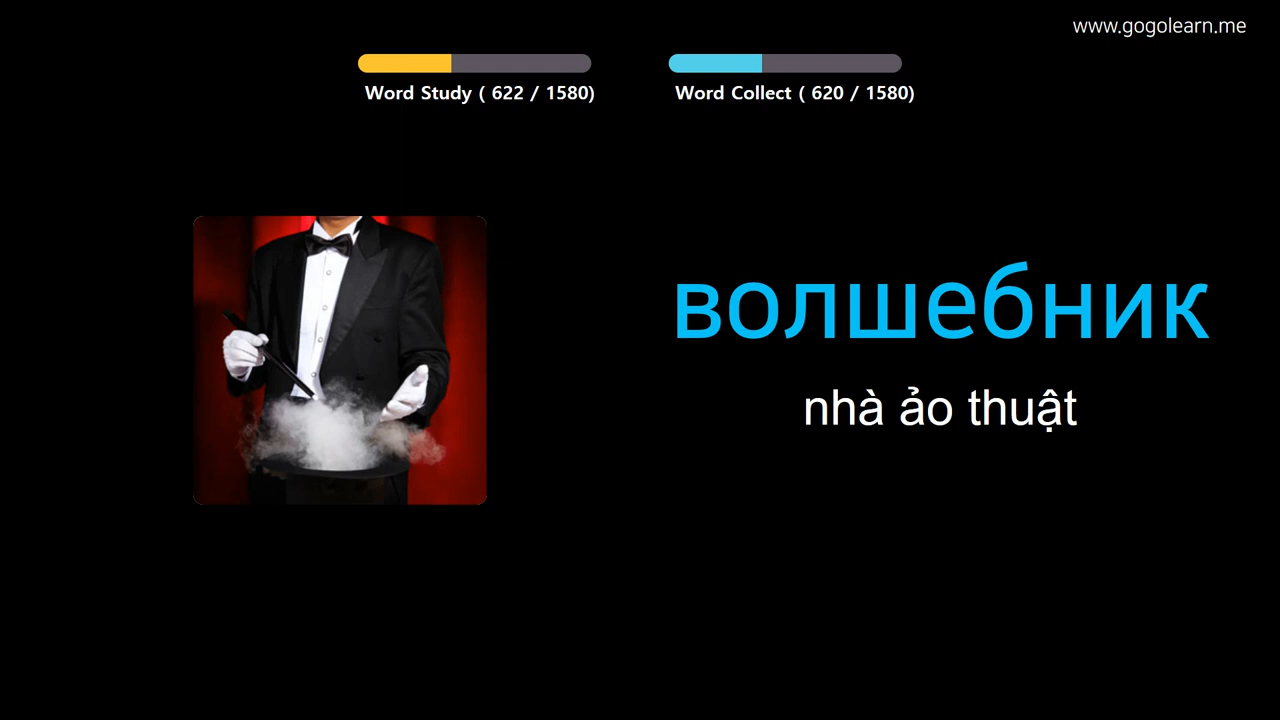 www.gogolearn.me
Word Study ( 622 / 1580)
Word Collect ( 620 / 1580)
волшебник
nhà ảo thuật